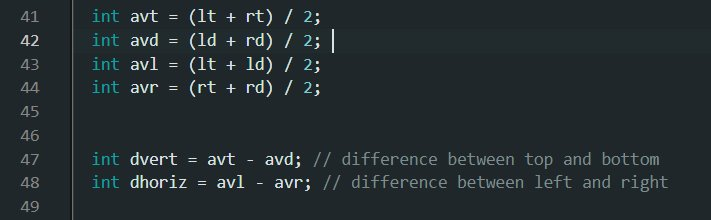 41 int avt = (lt + rt) / 2;
42 int avd = (ld + rd) / 2;
43 int avl = (lt + ld) / 2;
44 int avr = (rt + rd) / 2;
45
46
47 int dvert = avt - avd; // difference between top and bottom
48 int dhoriz = avl - avr; // difference between left and right
49